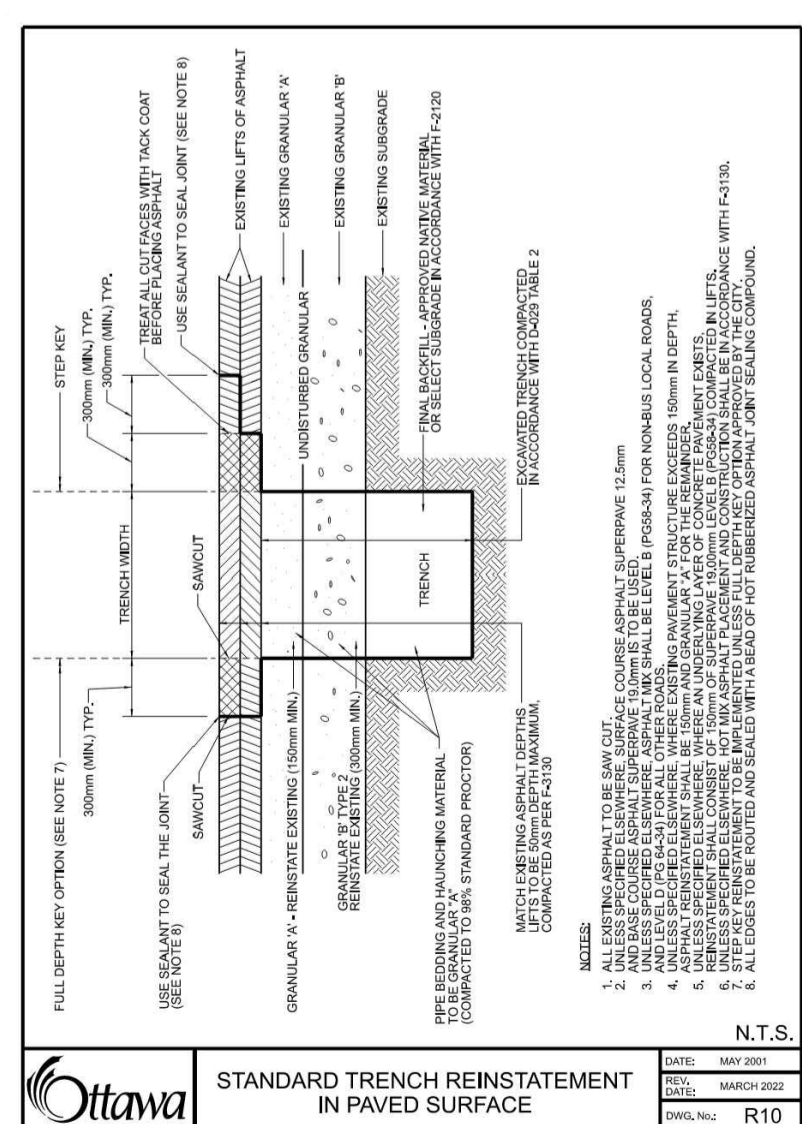 FULL DEPTH KEY OPTION (SEE NOTE 7)
STEP KEY
300mm (MIN.) TYP.
TRENCH WIDTH
300mm (MIN.) TYP.
300mm (MIN.) TYP.
USE SEALANT TO SEAL THE JOINT
(SEE NOTE 8)
SAWCUT
SAWCUT
TREAT ALL CUT FACES WITH TACK COAT
BEFORE PLACING ASPHALT
USE SEALANT TO SEAL JOINT (SEE NOTE 8)
EXISTING LIFTS OF ASPHALT
GRANULAR 'A' - REINSTATE EXISTING (150mm MIN.)
UNDISTURBED GRANULAR
EXISTING GRANULAR 'A'
GRANULAR 'B' TYPE 2
REINSTATE EXISTING (300mm MIN.)
EXISTING GRANULAR 'B'
EXISTING SUBGRADE
PIPE BEDDING AND HAUNCHING MATERIAL
TO BE GRANULAR "A"
(COMPACTED TO 98% STANDARD PROCTOR)
TRENCH
FINAL BACKFILL - APPROVED NATIVE MATERIAL
OR SELECT SUBGRADE IN ACCORDANCE WITH F-2120
MATCH EXISTING ASPHALT DEPTHS
LIFTS TO BE 50mm DEPTH MAXIMUM,
COMPACTED AS PER F-3130
EXCAVATED TRENCH COMPACTED
IN ACCORDANCE WITH D-029 TABLE 2
NOTES:
1. ALL EXISTING ASPHALT TO BE SAW CUT.
2. UNLESS SPECIFIED ELSEWHERE, SURFACE COURSE ASPHALT SUPERPAVE 12.5mm
AND BASE COURSE ASPHALT SUPERPAVE 19.0mm IS TO BE USED.
3. UNLESS SPECIFIED ELSEWHERE, ASPHALT MIX SHALL BE LEVEL B (PG58-34) FOR NON-BUS LOCAL ROADS,
AND LEVEL D (PG 64-34) FOR ALL OTHER ROADS.
4. UNLESS SPECIFIED ELSEWHERE, WHERE EXISTING PAVEMENT STRUCTURE EXCEEDS 150mm IN DEPTH,
ASPHALT REINSTATEMENT SHALL BE 150mm AND GRANULAR "A" FOR THE REMAINDER.
5. UNLESS SPECIFIED ELSEWHERE, WHERE AN UNDERLYING LAYER OF CONCRETE PAVEMENT EXISTS,
REINSTATEMENT SHALL CONSIST OF 150mm OF SUPERPAVE 19.00mm LEVEL B (PG58-34) COMPACTED IN LIFTS.
6. UNLESS SPECIFIED ELSEWHERE, HOT MIX ASPHALT PLACEMENT AND CONSTRUCTION SHALL BE IN ACCORDANCE WITH F-3130.
7. STEP KEY REINSTATEMENT TO BE IMPLEMENTED UNLESS FULL DEPTH KEY OPTION APPROVED BY THE CITY.
8. ALL EDGES TO BE ROUTED AND SEALED WITH A BEAD OF HOT RUBBERIZED ASPHALT JOINT SEALING COMPOUND.
N.T.S.
Ottawa
STANDARD TRENCH REINSTATEMENT
IN PAVED SURFACE
DATE: MAY 2001
REV. DATE: MARCH 2022
DWG. No.: R10